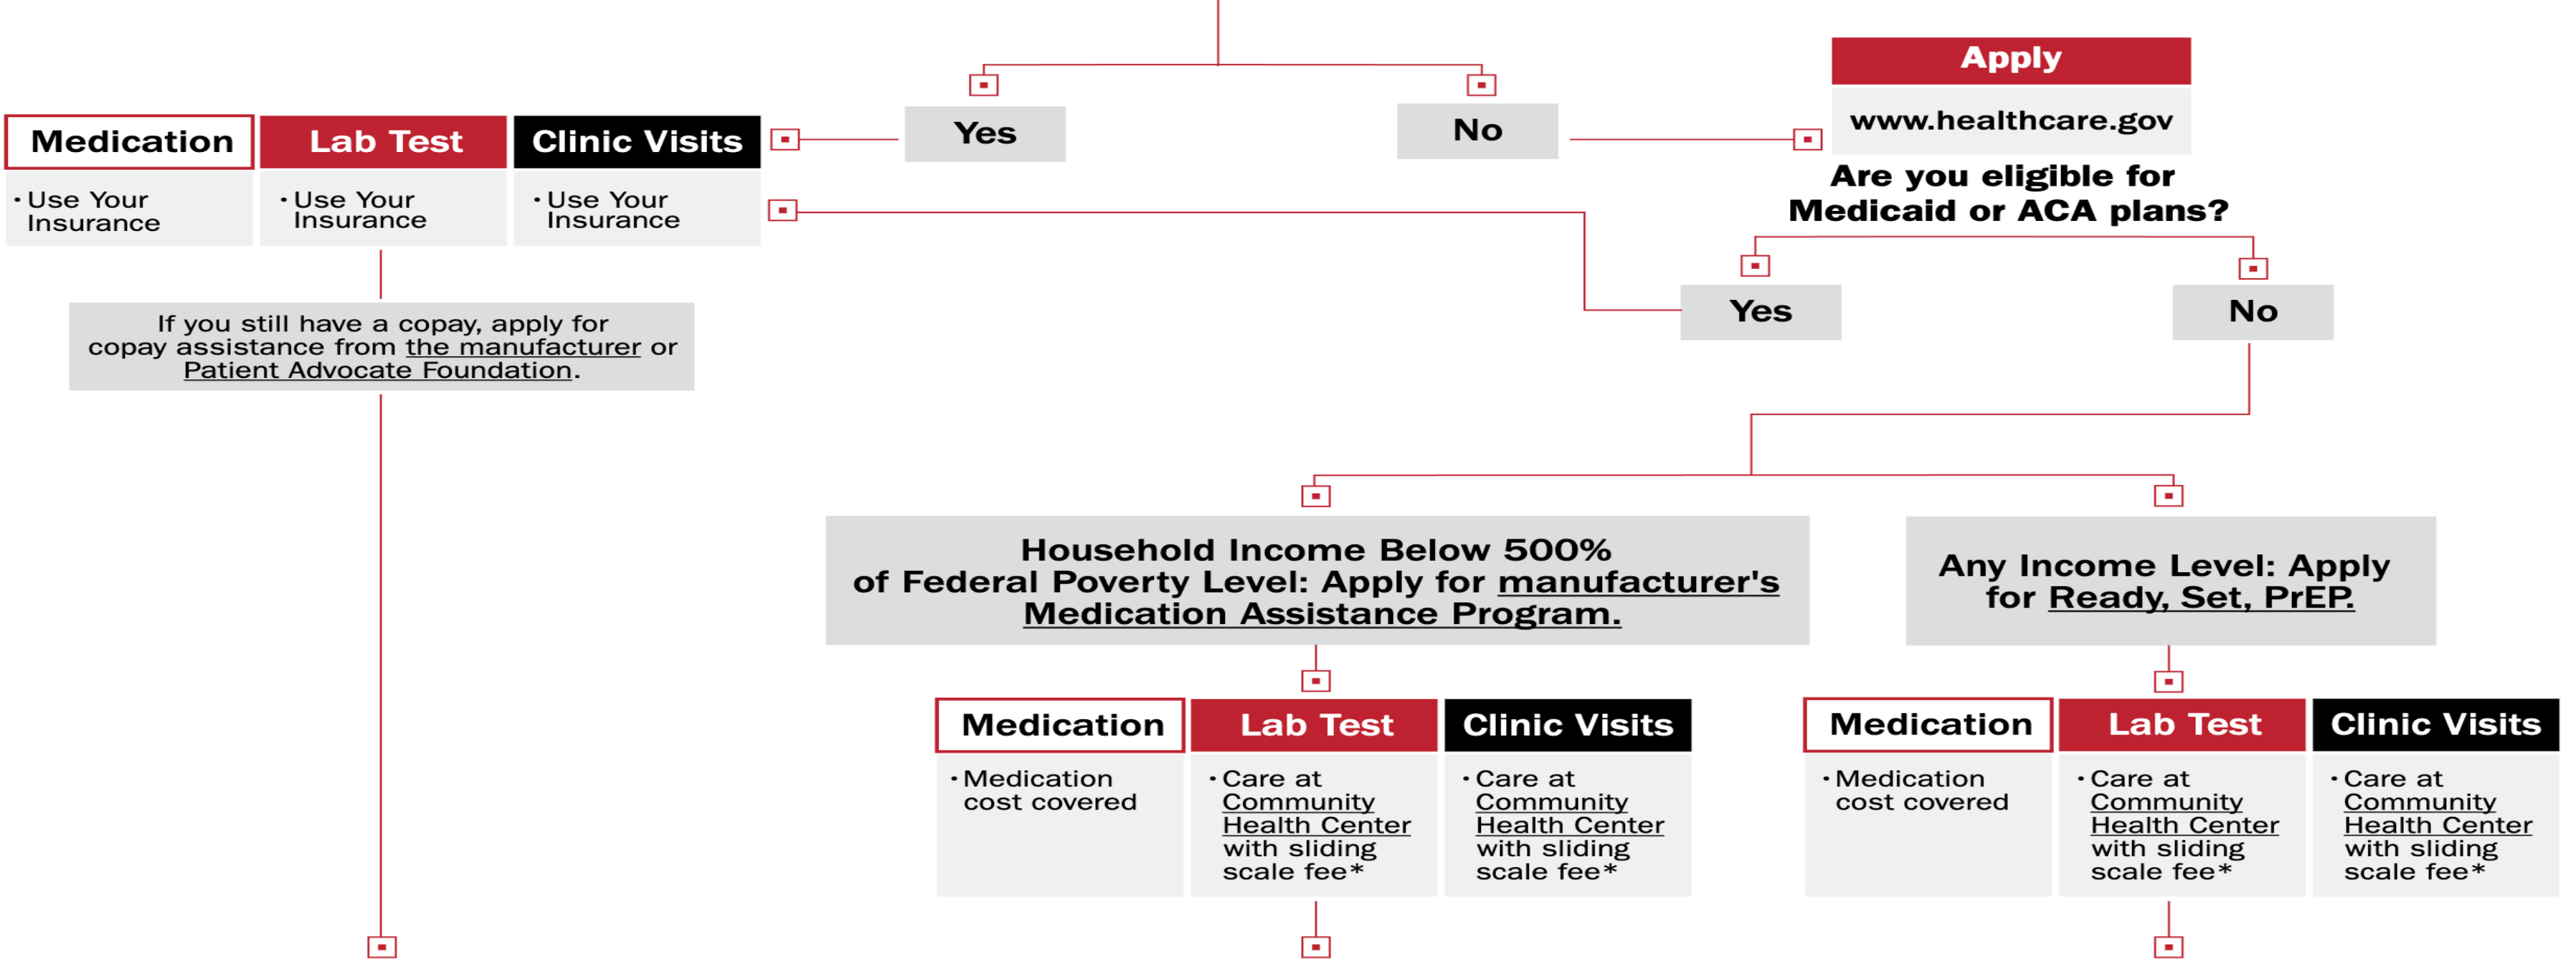 Apply
www.healthcare.gov
Yes
No
Are you eligible for
Medicaid or ACA plans?
Yes
No
Medication
Lab Test
Clinic Visits
· Use Your
Insurance
· Use Your
Insurance
· Use Your
Insurance
If you still have a copay, apply for
copay assistance from the manufacturer or
Patient Advocate Foundation.
Household Income Below 500%
of Federal Poverty Level: Apply for manufacturer's
Medication Assistance Program.
Medication
Lab Test
Clinic Visits
· Medication
cost covered
· Care at
Community
Health Center
with sliding
scale fee*
· Care at
Community
Health Center
with sliding
scale fee*
Any Income Level: Apply
for Ready, Set, PrEP.
Medication
Lab Test
Clinic Visits
· Medication
cost covered
· Care at
Community
Health Center
with sliding
scale fee*
· Care at
Community
Health Center
with sliding
scale fee*